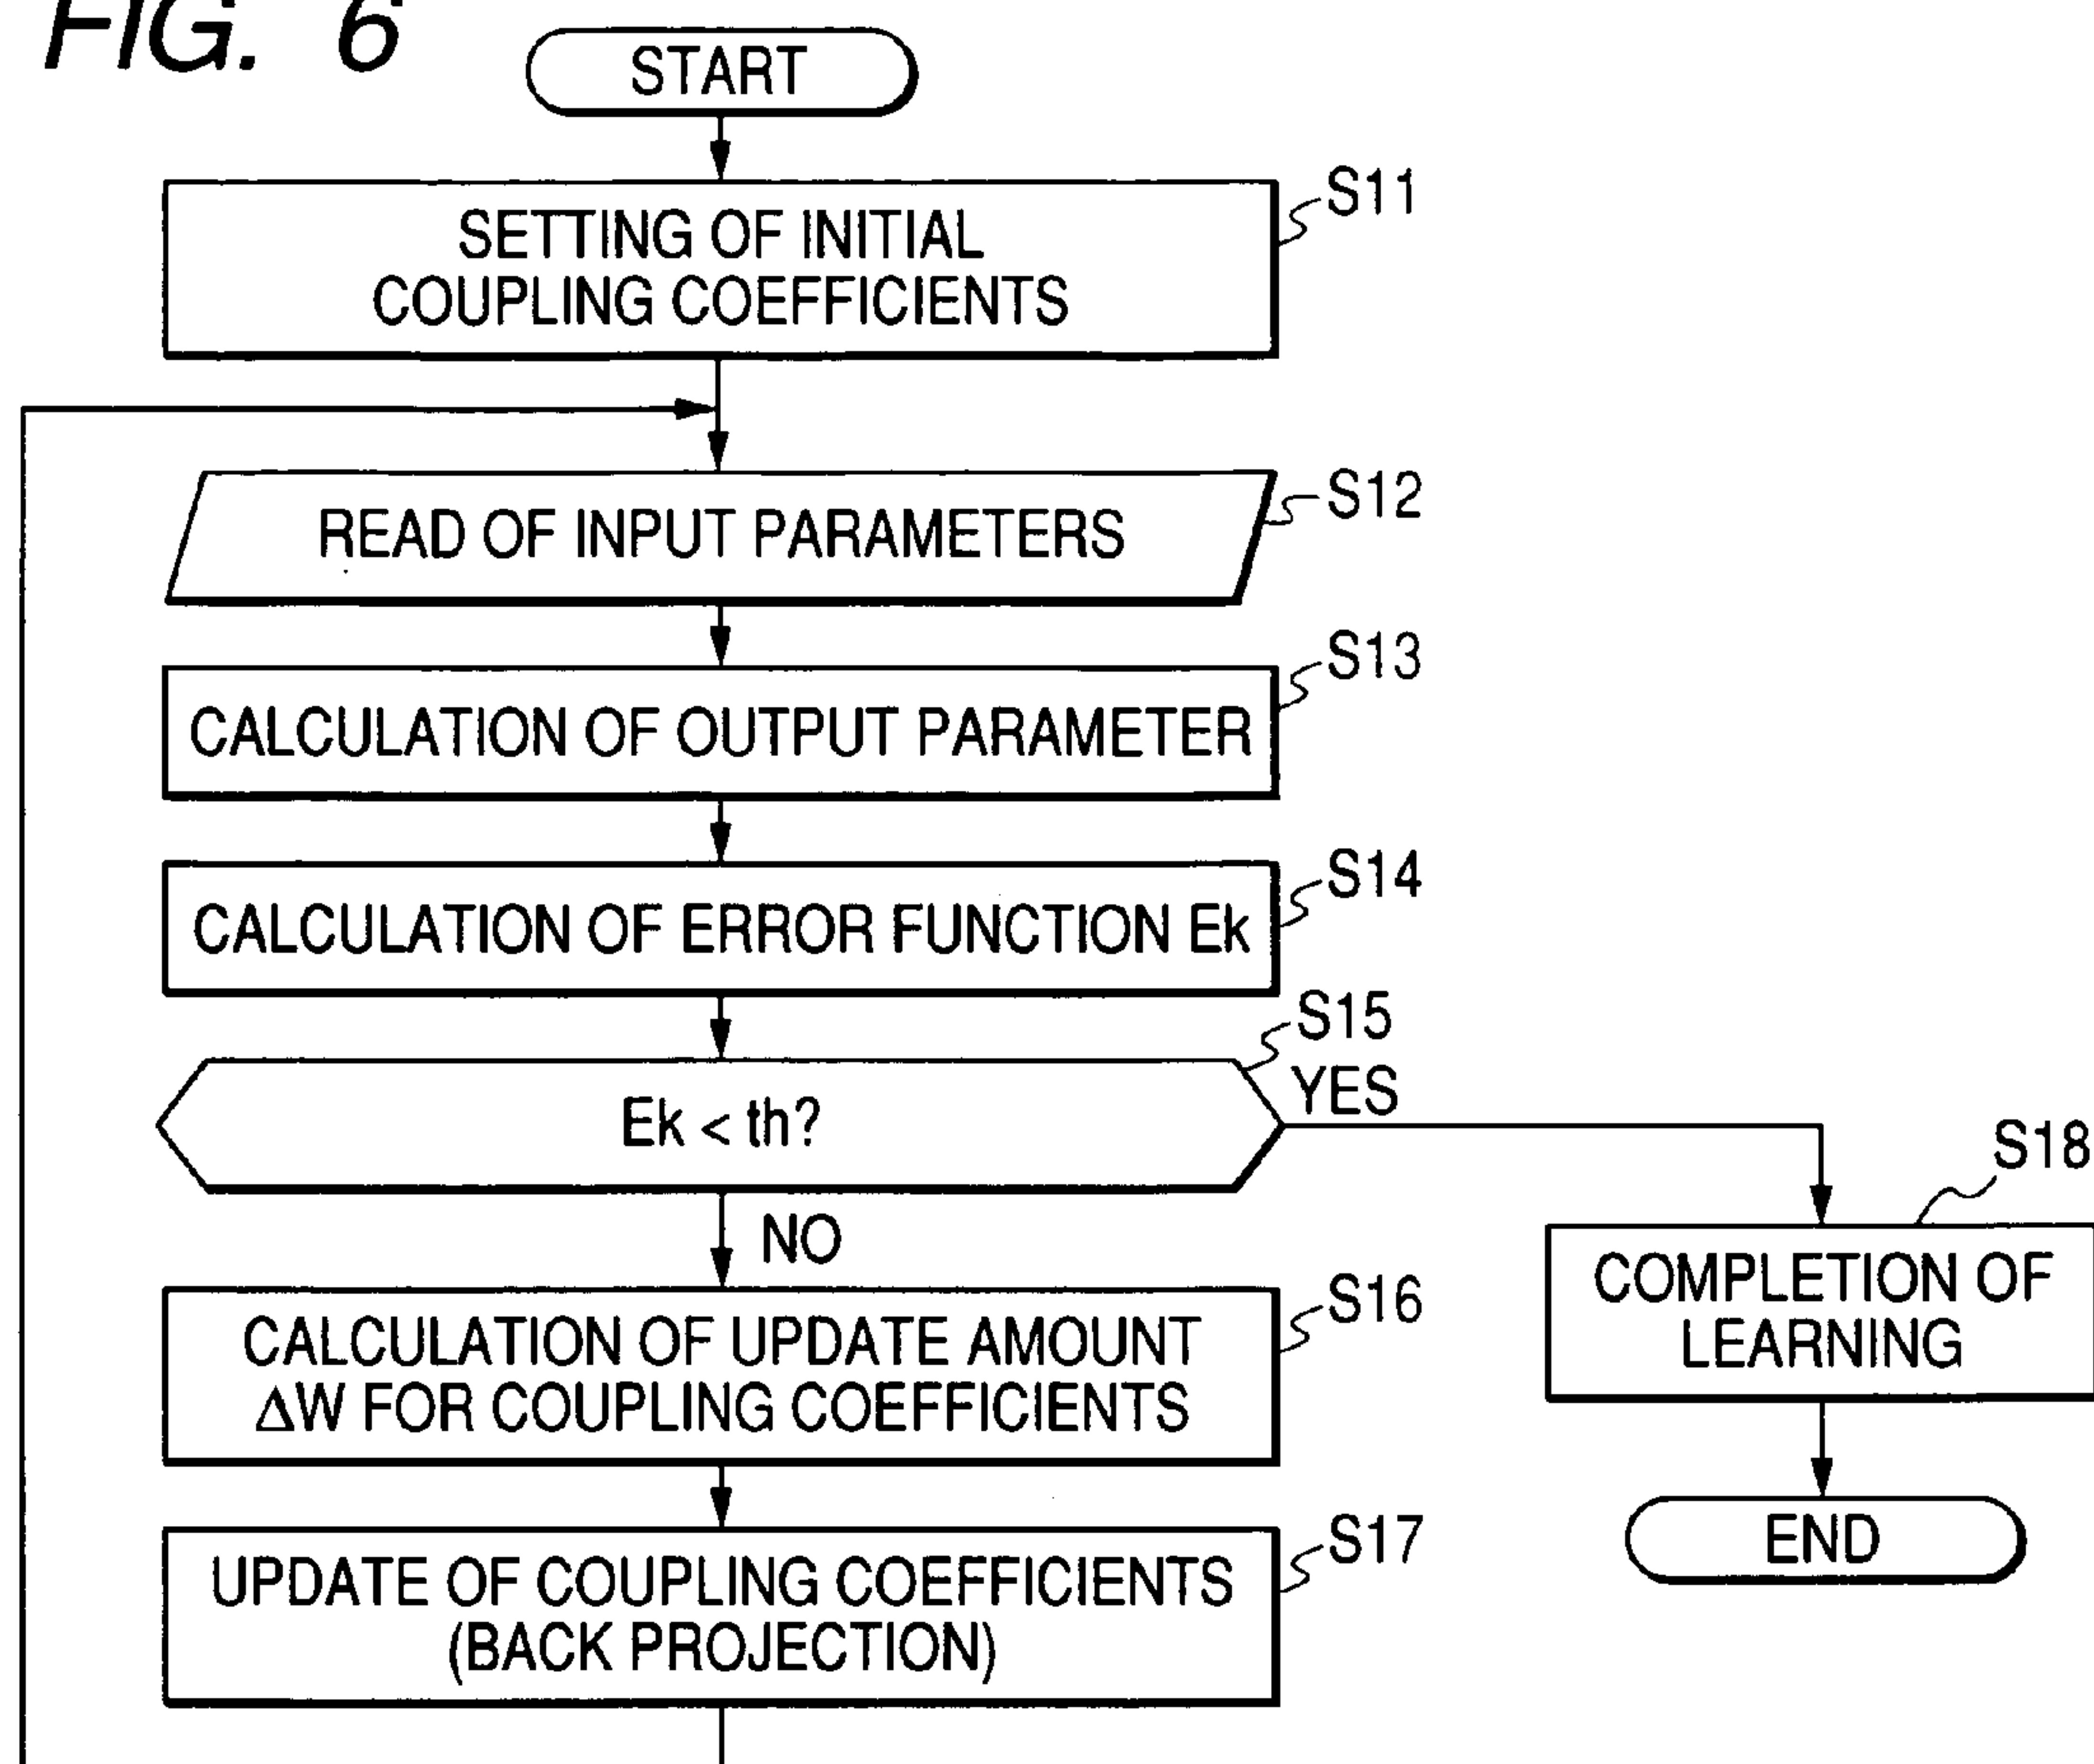 FIG. 6
START
SETTING OF INITIAL
COUPLING COEFFICIENTS
S11
READ OF INPUT PARAMETERS
S12
CALCULATION OF OUTPUT PARAMETER
S13
CALCULATION OF ERROR FUNCTION Ek
S14
Ek < th?
S15
YES
NO
CALCULATION OF UPDATE AMOUNT
ΔW FOR COUPLING COEFFICIENTS
S16
UPDATE OF COUPLING COEFFICIENTS
(BACK PROJECTION)
S17
COMPLETION OF
LEARNING
S18
END